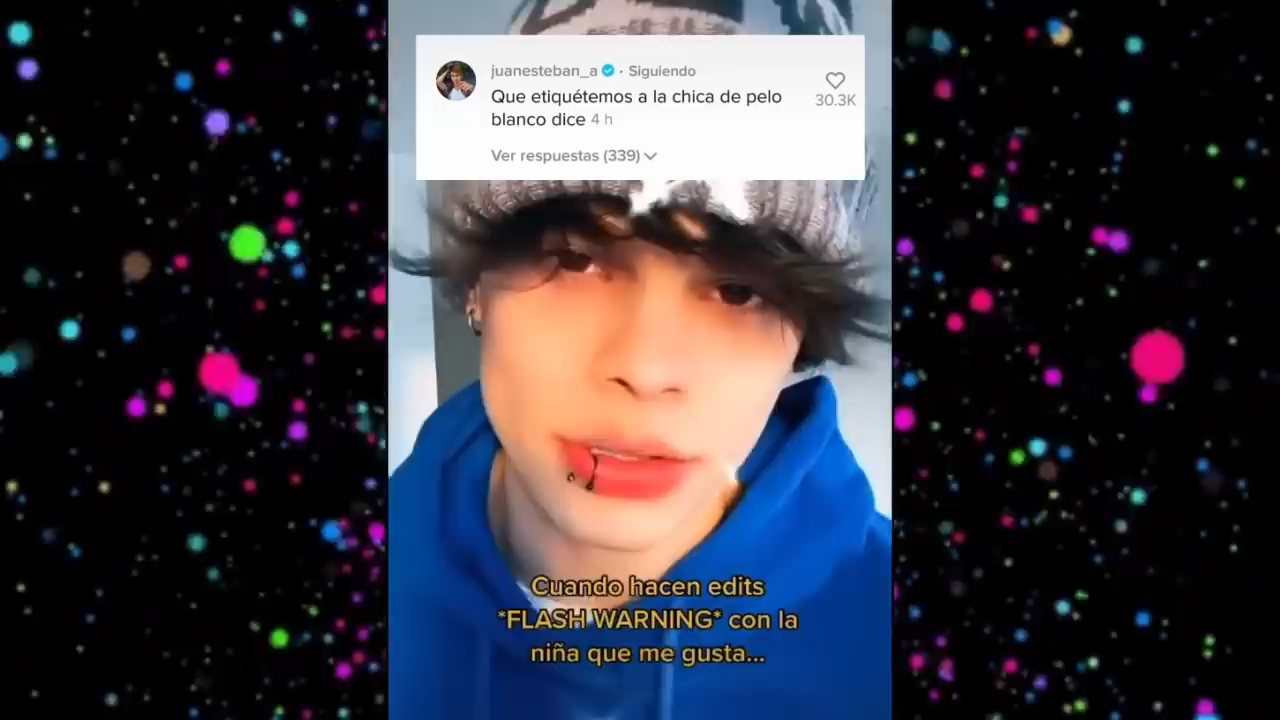 juanesteban_a · Siguiendo
Que etiquétemos a la chica de pelo
blanco dice 4 h
30.3K
Ver respuestas (339)
Cuando hacen edits
*FLASH WARNING* con la
niña que me gusta...